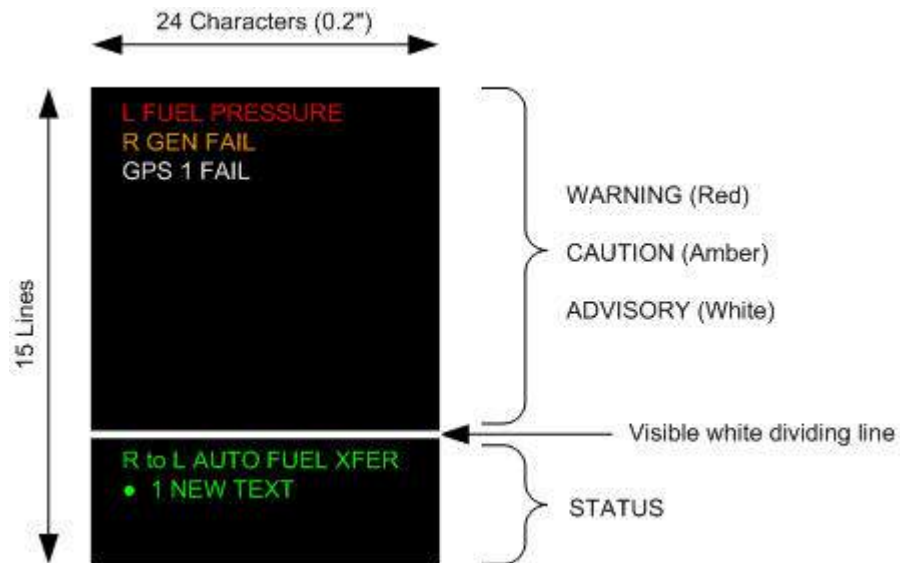 24 Characters (0.2")
L FUEL PRESSURE
R GEN FAIL
GPS 1 FAIL
15 Lines
WARNING (Red)
CAUTION (Amber)
ADVISORY (White)
Visible white dividing line
R to L AUTO FUEL XFER
● 1 NEW TEXT
STATUS